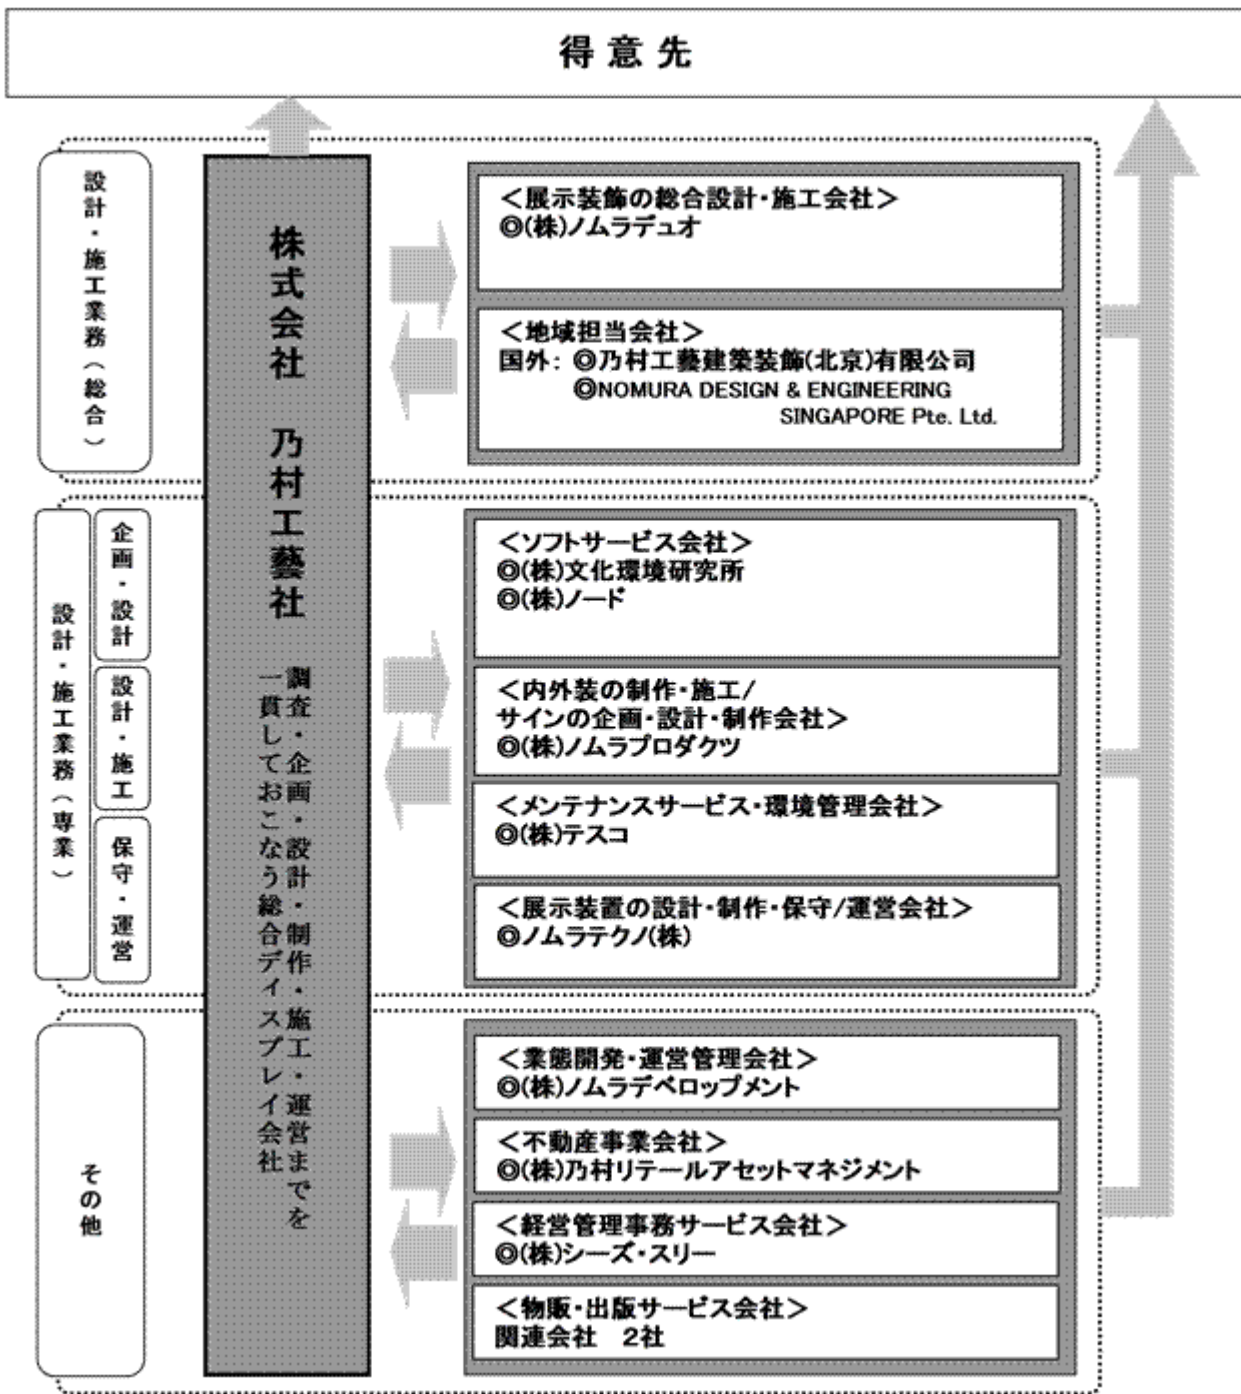 得意先
設計・施工業務(総合)
株式会社 乃村工藝社
調査・企画・設計・制作・施工・運営までを
一貫しておこなう総合ディスプレイ会社
<展示装飾の総合設計・施工会社>
◎(株)ノムラデュオ
<地域担当会社>
国外: ◎乃村工藝建築装飾(北京)有限公司
◎NOMURA DESIGN & ENGINEERING
SINGAPORE Pte. Ltd.
設計・施工業務(専業)
企画・設計
設計・施工
保守・運営
<ソフトサービス会社>
◎(株)文化環境研究所
◎(株)ノード
<内外装の制作・施工/
サインの企画・設計・制作会社>
◎(株)ノムラプロダクツ
<メンテナンスサービス・環境管理会社>
◎(株)テスコ
<展示装置の設計・制作・保守/運営会社>
◎ノムラテクノ(株)
その他
<業態開発・運営管理会社>
◎(株)ノムラデベロップメント
<不動産事業会社>
◎(株)乃村リテールアセットマネジメント
<経営管理事務サービス会社>
◎(株)シーズ・スリー
<物販・出版サービス会社>
関連会社 2社